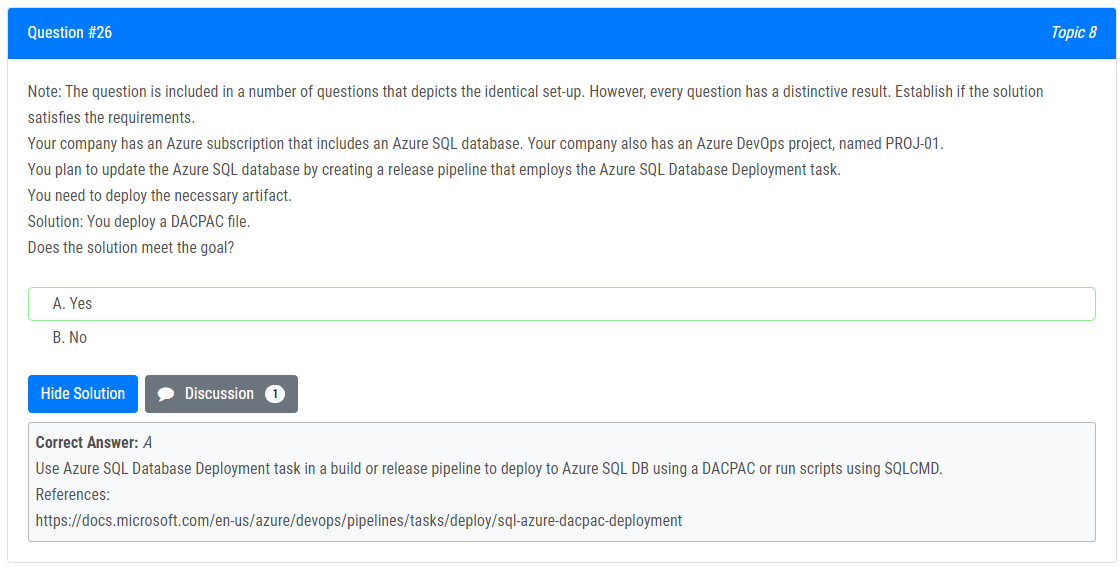 Question #26
Topic 8
Note: The question is included in a number of questions that depicts the identical set-up. However, every question has a distinctive result. Establish if the solution
satisfies the requirements.
Your company has an Azure subscription that includes an Azure SQL database. Your company also has an Azure DevOps project, named PROJ-01.
You plan to update the Azure SQL database by creating a release pipeline that employs the Azure SQL Database Deployment task.
You need to deploy the necessary artifact.
Solution: You deploy a DACPAC file.
Does the solution meet the goal?
A. Yes
B. No
Hide Solution
Discussion 1
Correct Answer: A
Use Azure SQL Database Deployment task in a build or release pipeline to deploy to Azure SQL DB using a DACPAC or run scripts using SQLCMD.
References:
https://docs.microsoft.com/en-us/azure/devops/pipelines/tasks/deploy/sql-azure-dacpac-deployment